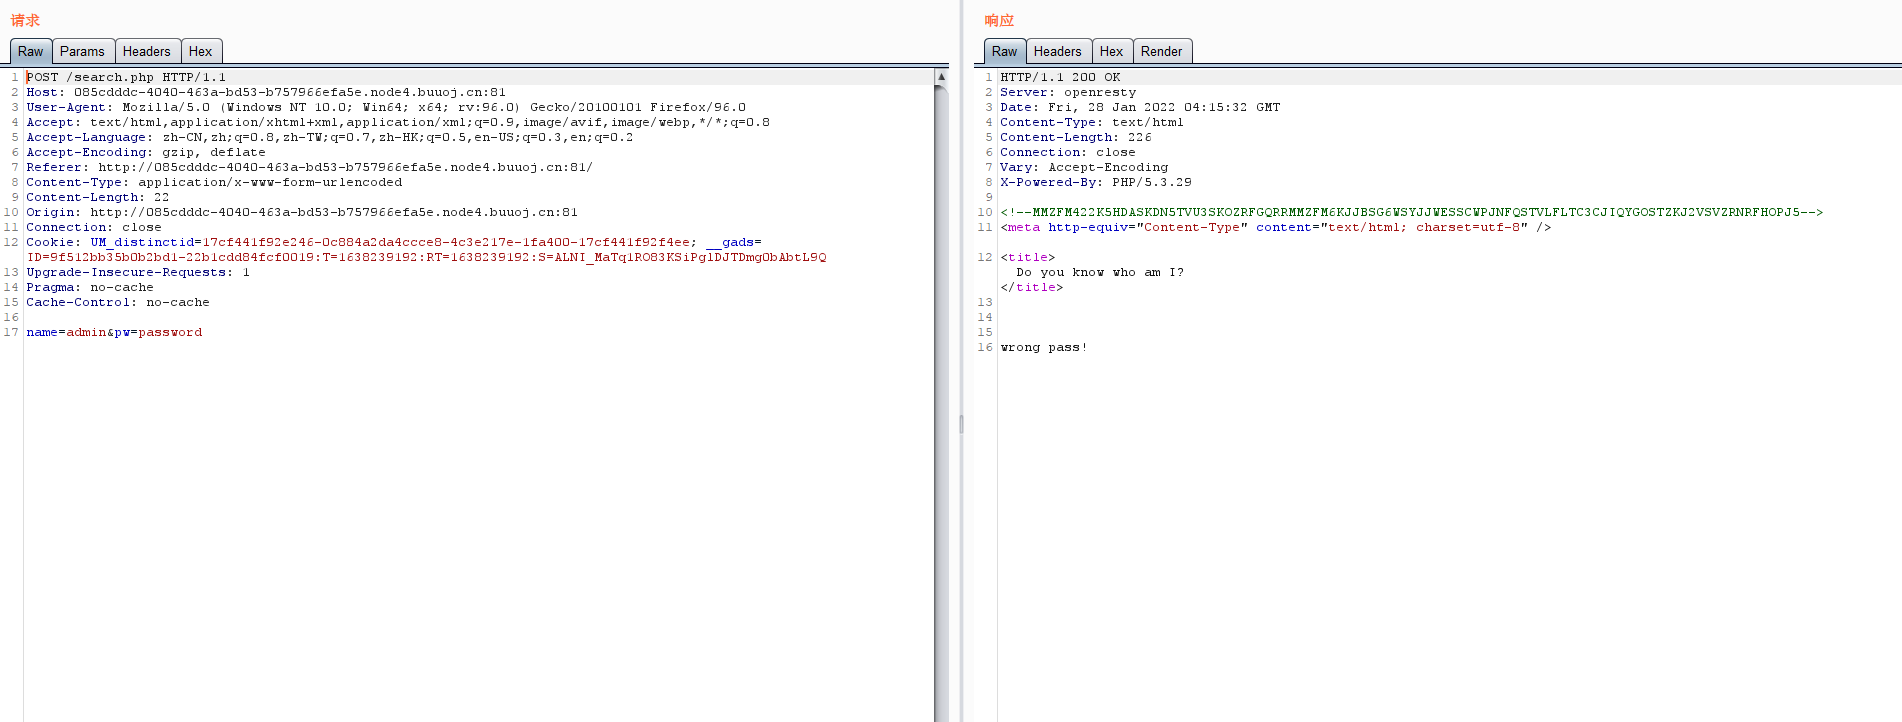 请求
Raw Params Headers Hex
1 POST /search.php HTTP/1.1
2 Host: 085cdddc-4040-463a-bd53-b757966efa5e.node4.buuoj.cn:81
3 User-Agent: Mozilla/5.0 (Windows NT 10.0; Win64; x64; rv:96.0) Gecko/20100101 Firefox/96.0
4 Accept: text/html,application/xhtml+xml,application/xml;q=0.9,image/avif,image/webp,*/*;q=0.8
5 Accept-Language: zh-CN,zh;q=0.8,zh-TW;q=0.7,zh-HK;q=0.5,en-US;q=0.3,en;q=0.2
6 Accept-Encoding: gzip, deflate
7 Referer: http://085cdddc-4040-463a-bd53-b757966efa5e.node4.buuoj.cn:81/
8 Content-Type: application/x-www-form-urlencoded
9 Content-Length: 22
10 Origin: http://085cdddc-4040-463a-bd53-b757966efa5e.node4.buuoj.cn:81
11 Connection: close
12 Cookie: UM_distinctid=17cf441f92e246-0c884a2da4ccce8-4c3e217e-1fa400-17cf441f92f4ee; __gads=
ID=9f512bb35b0b2bd1-22b1cdd84fcf0019:T=1638239192:RT=1638239192:S=ALNI_MaTq1RO83KSiPglDJTDmgObAbtL9Q
13 Upgrade-Insecure-Requests: 1
14 Pragma: no-cache
15 Cache-Control: no-cache
16
17 name=admin&pw=password
响应
Raw Headers Hex Render
1 HTTP/1.1 200 OK
2 Server: openresty
3 Date: Fri, 28 Jan 2022 04:15:32 GMT
4 Content-Type: text/html
5 Content-Length: 226
6 Connection: close
7 Vary: Accept-Encoding
8 X-Powered-By: PHP/5.3.29
9
10 <!--MMZFM422K5HDASKDN5TVU3SKOZRFGQRRMMZFM6KJJBSG6WSYJJWESSCWPJNFQSTVLFLTC3CJIQYGOSTZKJ2VSVZRNRFHOPJ5-->
11 <meta http-equiv="Content-Type" content="text/html; charset=utf-8" />
12 <title>
Do you know who am I?
</title>
13
14
15
16 wrong pass!